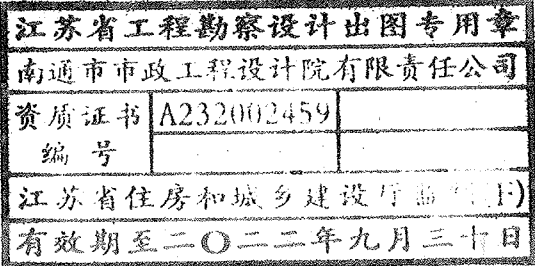 江苏省工程勘察设计出图专用章
南通市市政工程设计院有限责任公司
资质证书
编号
A232002459
江苏省住房和城乡建设厅监制(F)
有效期至二〇二二年九月三十日